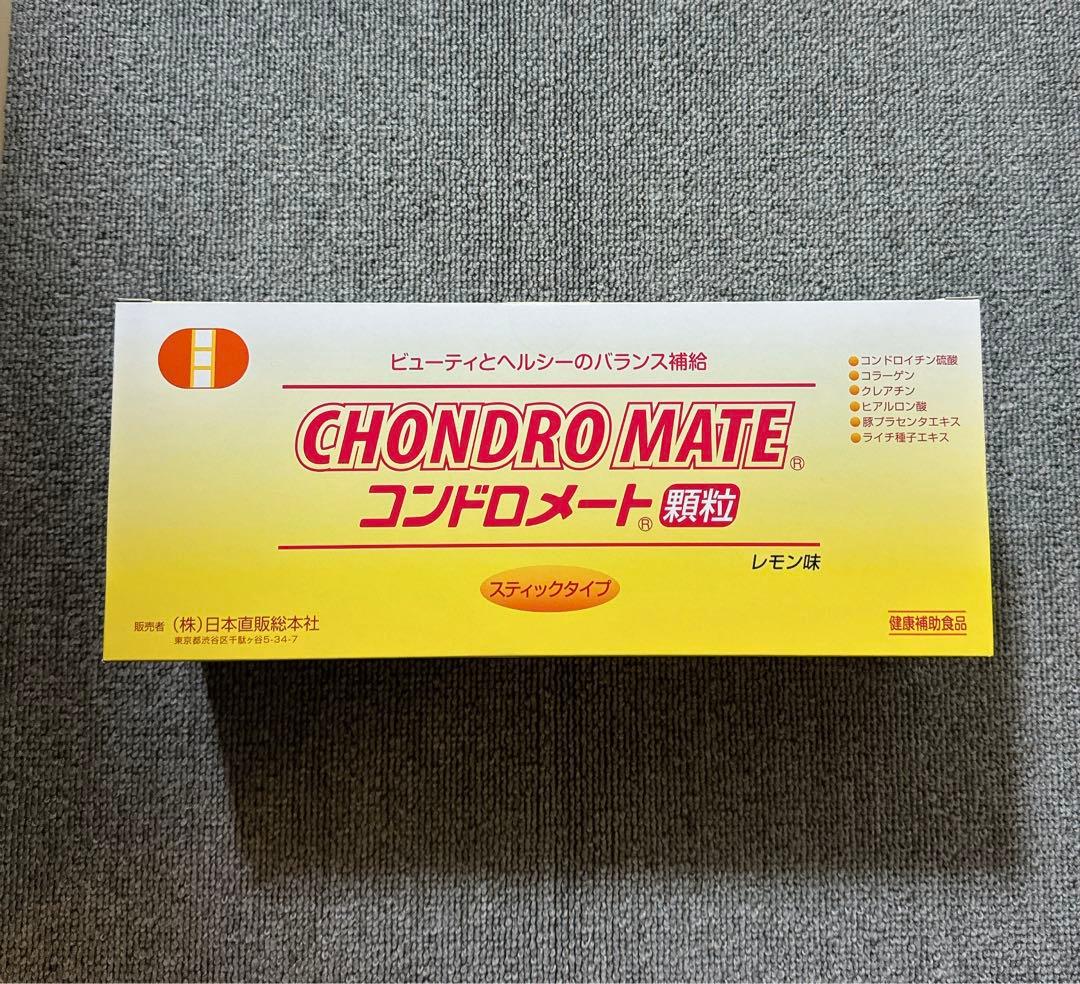 ビューティとヘルシーのバランス補給
CHONDRO MATE®
コンドロメート® 顆粒
レモン味
スティックタイプ
コンドロイチン硫酸
コラーゲン
クレアチン
ヒアルロン酸
豚プラセンタエキス
ライチ種子エキス
販売者 (株)日本直販総本社
東京都渋谷区千駄ヶ谷5-34-7
健康補助食品